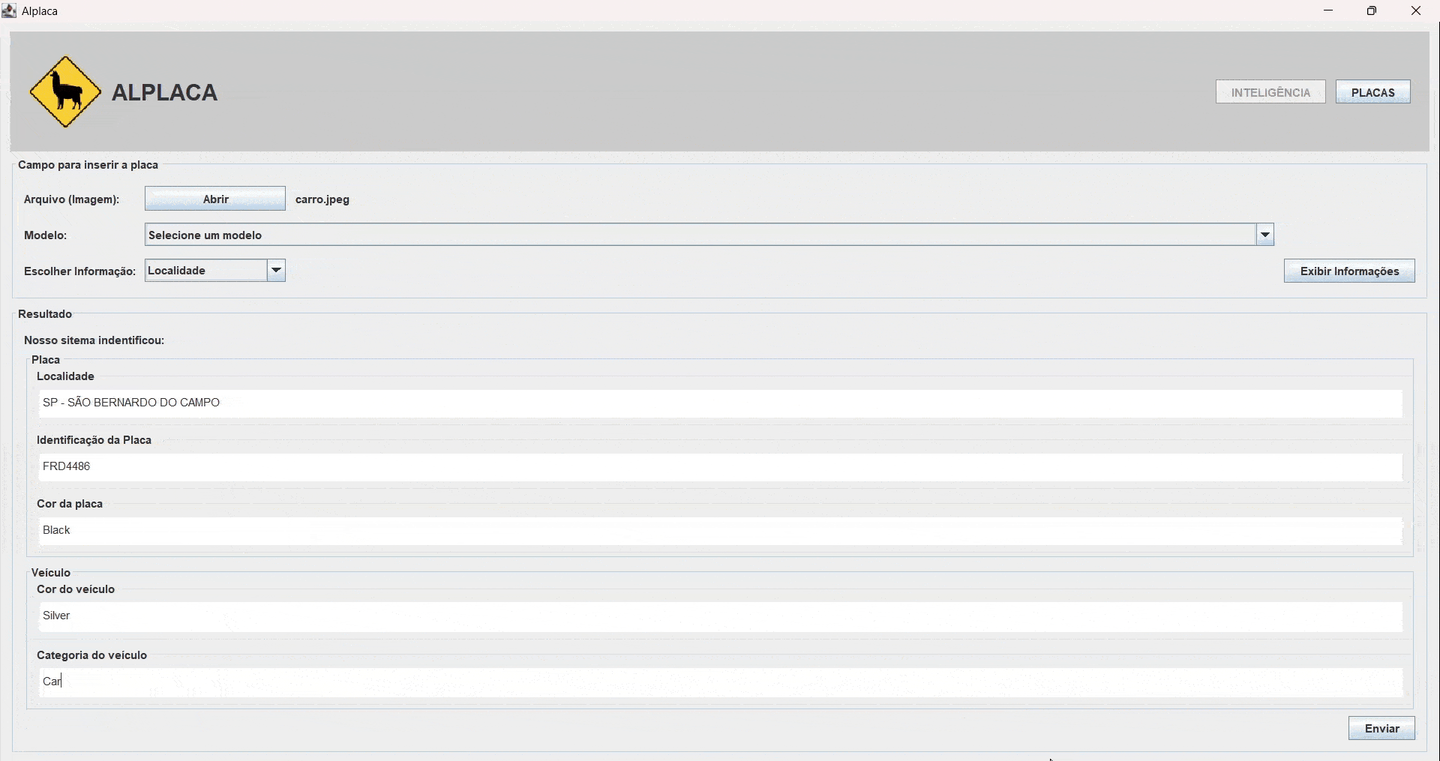 Alplaca
ALPLACA
INTELIGÊNCIA
PLACAS
Campo para inserir a placa
Arquivo (Imagem):
Abrir
carro.jpeg
Modelo:
Selecione um modelo
Escolher Informação:
Localidade
Exibir Informações
Resultado
Nosso sitema indentificou:
Placa
Localidade
SP - SÃO BERNARDO DO CAMPO
Identificação da Placa
FRD4486
Cor da placa
Black
Veículo
Cor do veículo
Silver
Categoria do veículo
Car
Enviar